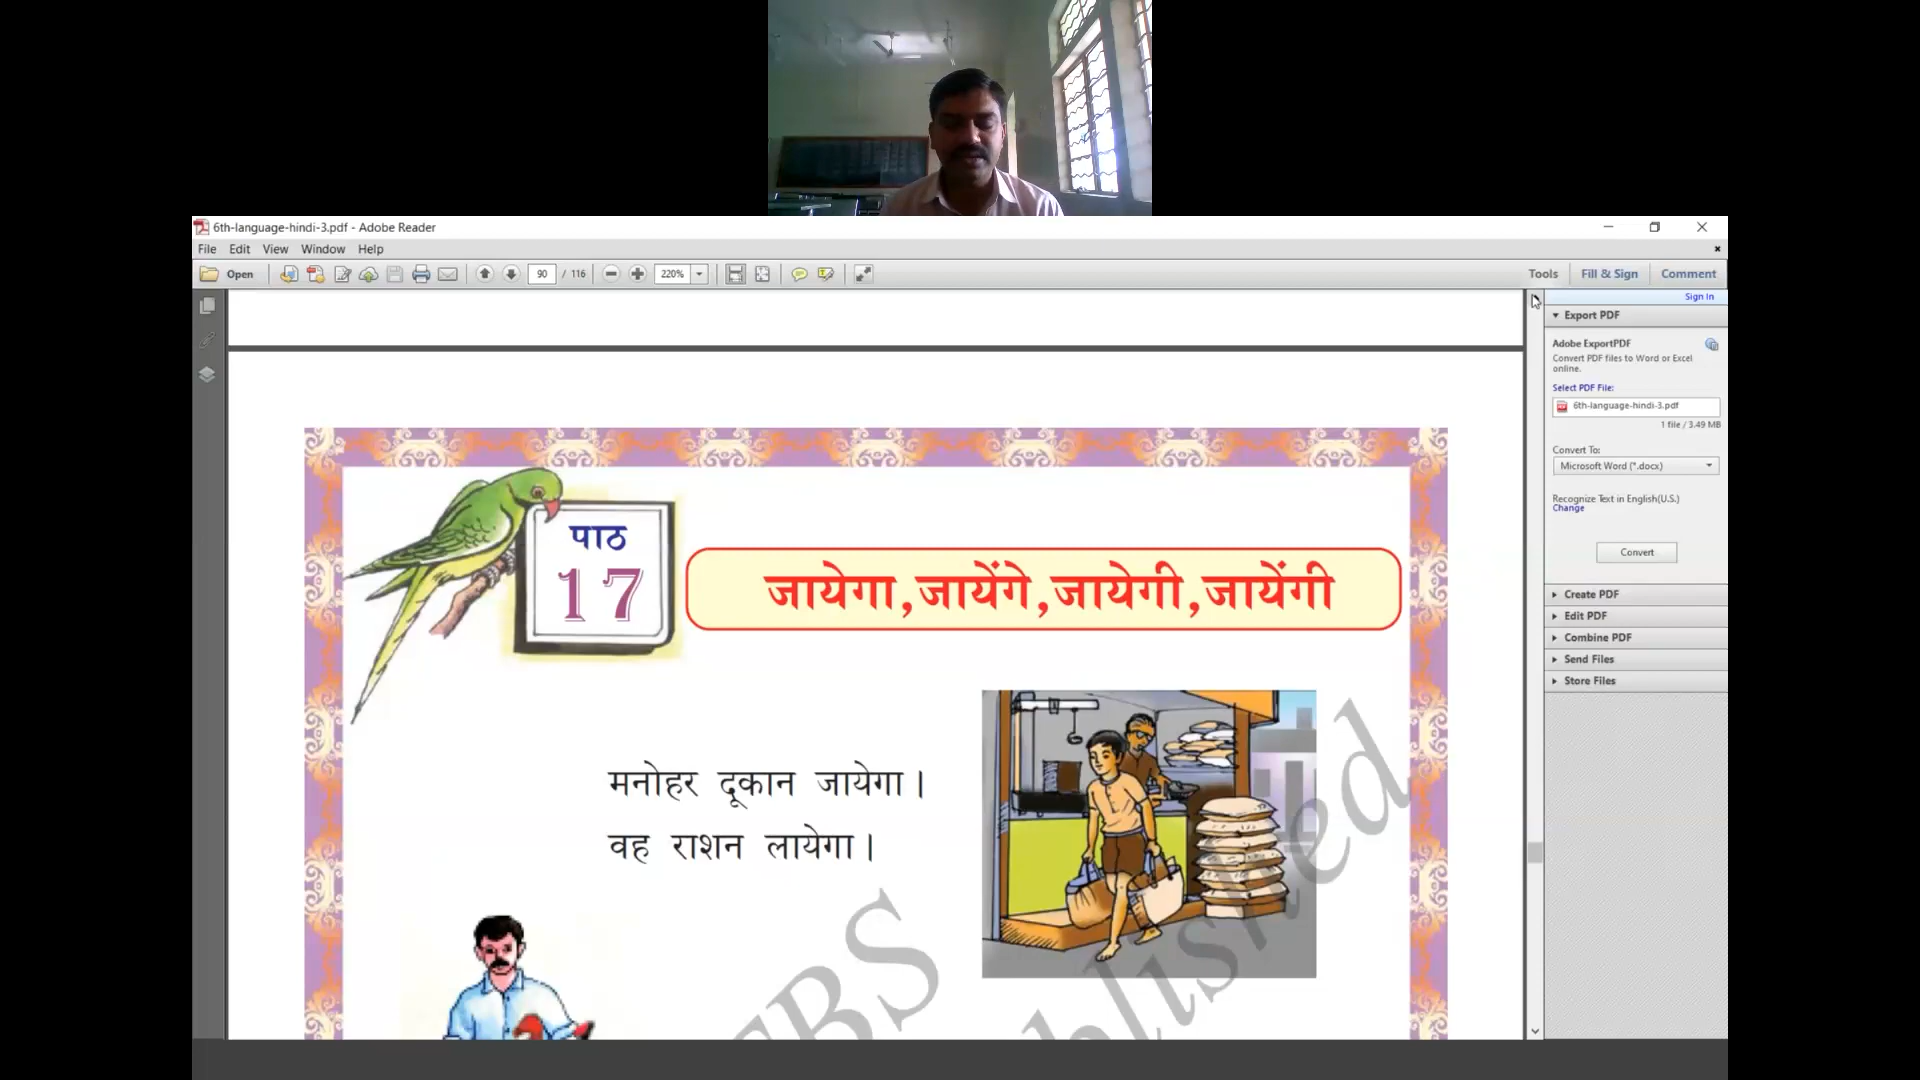 6th-language-hindi-3.pdf - Adobe Reader
File Edit View Window Help
Open 90 / 116 220% Tools Fill & Sign Comment
Sign In
Export PDF
Adobe ExportPDF
Convert PDF files to Word or Excel
online.
Select PDF File:
6th-language-hindi-3.pdf
1 file / 3.49 MB
Convert To:
Microsoft Word (*.docx)
Recognize Text in English(U.S.)
Change
Convert
Create PDF
Edit PDF
Combine PDF
Send Files
Store Files
पाठ
17
जायेगा,जायेंगे,जायेगी,जायेंगी
मनोहर दूकान जायेगा।
वह राशन लायेगा।